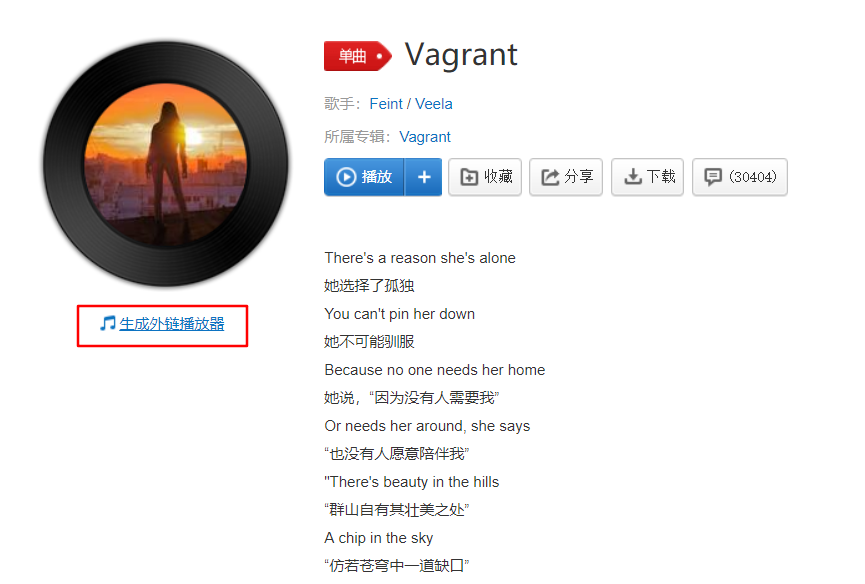 单曲 Vagrant
歌手：Feint / Veela
所属专辑：Vagrant
播放 + 收藏 分享 下载 (30404)
生成外链播放器
There's a reason she's alone
她选择了孤独
You can't pin her down
她不可能驯服
Because no one needs her home
她说，“因为没有人需要我”
Or needs her around, she says
“也没有人愿意陪伴我”
"There's beauty in the hills
“群山自有其壮美之处”
A chip in the sky
“仿若苍穹中一道缺口”